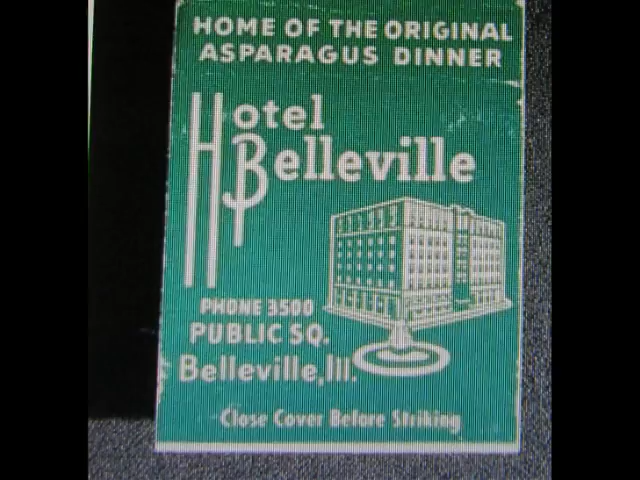 HOME OF THE ORIGINAL
ASPARAGUS DINNER
Hotel
Belleville
PHONE 3500
PUBLIC SQ.
Belleville, Ill.
Close Cover Before Striking